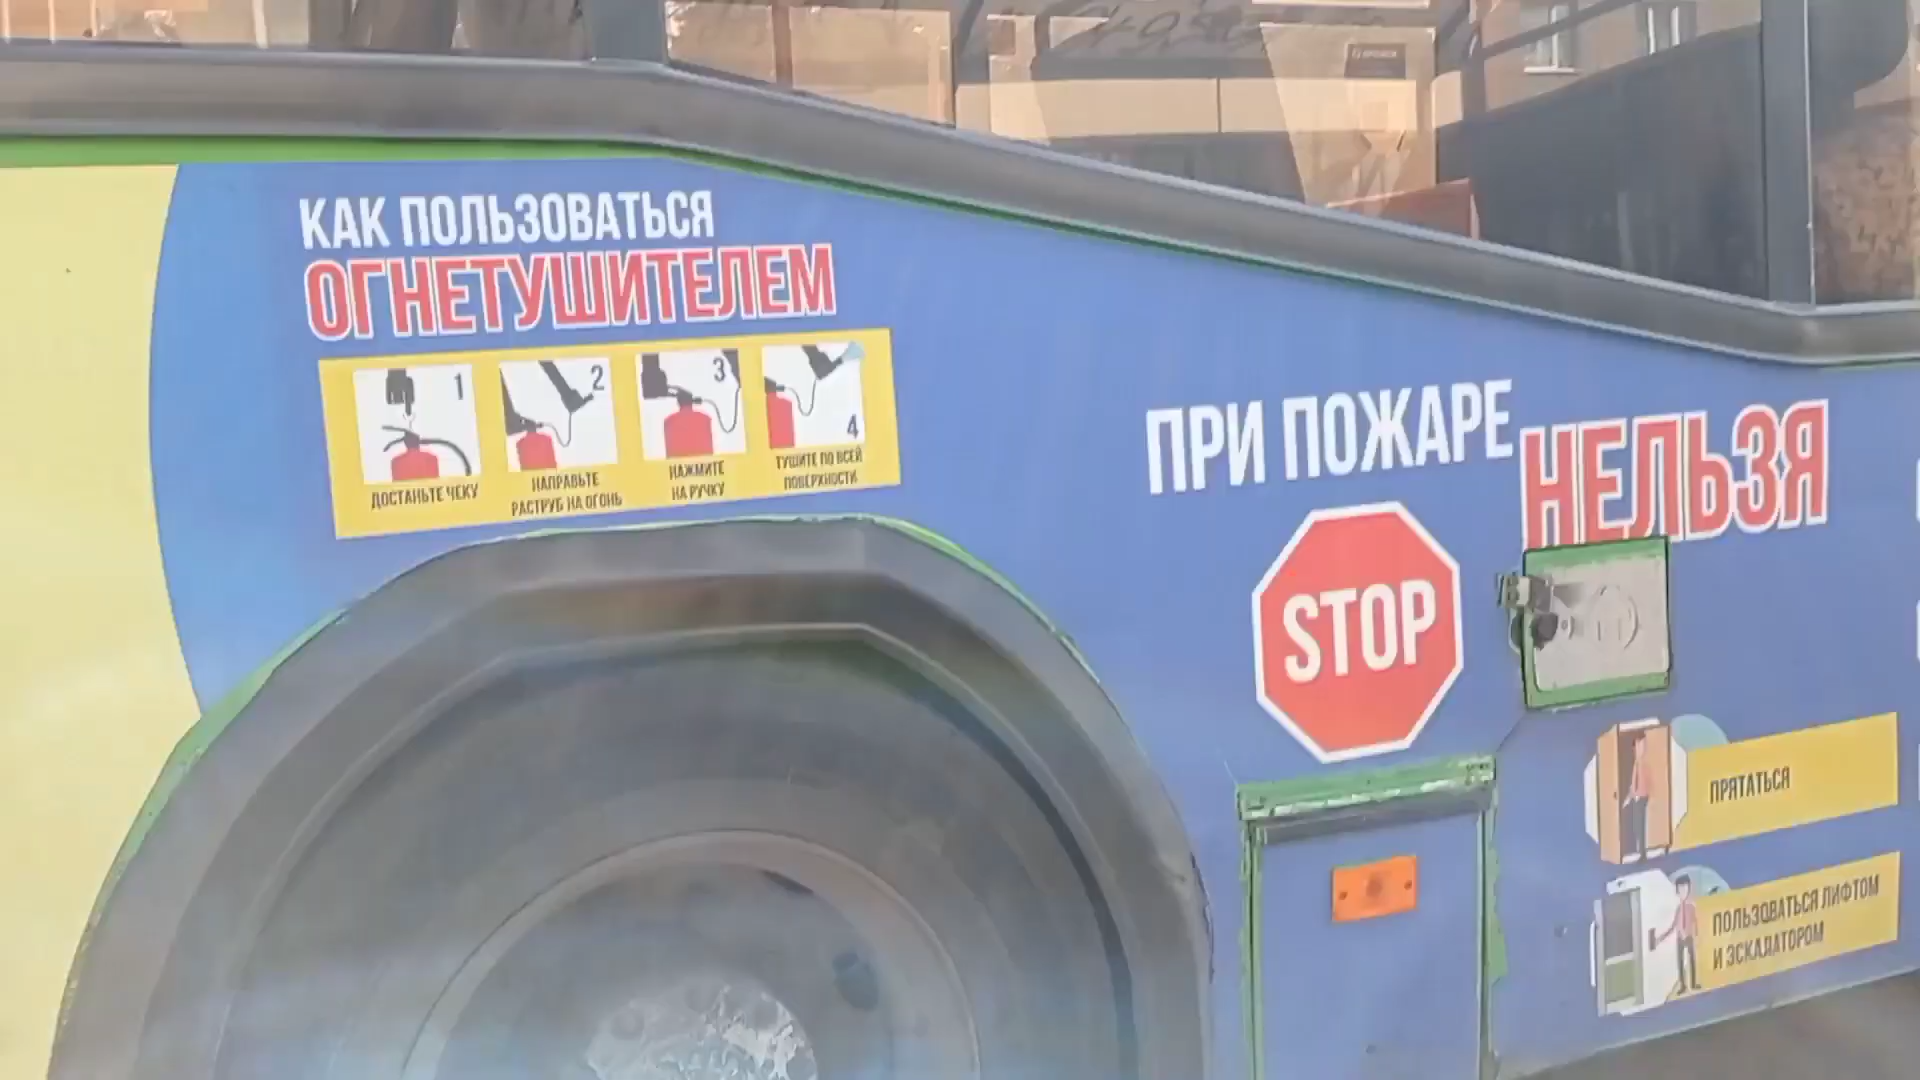 КАК ПОЛЬЗОВАТЬСЯ
ОГНЕТУШИТЕЛЕМ
1
ДОСТАНЬТЕ ЧЕКУ
2
НАПРАВЬТЕ
РАСТРУБ НА ОГОНЬ
3
НАЖМИТЕ
НА РУЧКУ
4
ТУШИТЕ ПО ВСЕЙ
ПОВЕРХНОСТИ
ПРИ ПОЖАРЕ
НЕЛЬЗЯ
STOP
ПРЯТАТЬСЯ
ПОЛЬЗОВАТЬСЯ ЛИФТОМ
И ЭСКАЛАТОРОМ